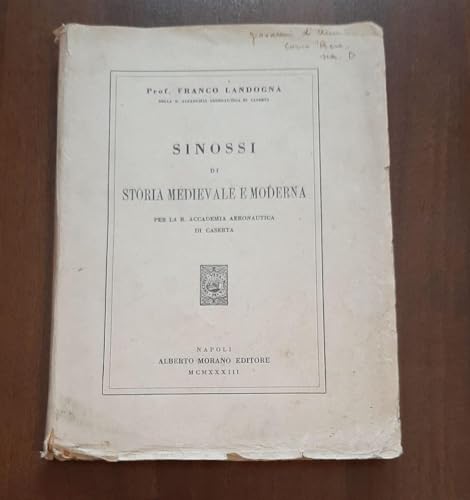 Prof. FRANCO LANDOGNA
DELLA R. ACCADEMIA AERONAUTICA DI CASERTA
SINOSSI
DI
STORIA MEDIEVALE E MODERNA
PER LA R. ACCADEMIA AERONAUTICA
DI CASERTA
NAPOLI
ALBERTO MORANO EDITORE
MCMXXXIII